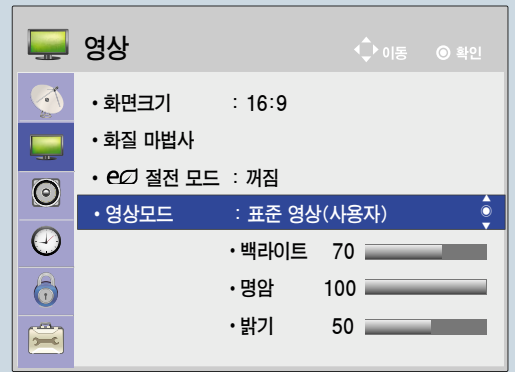 영상 이동 확인
• 화면크기 : 16:9
• 화질 마법사
• 절전 모드 : 꺼짐
• 영상모드 : 표준 영상(사용자)
• 백라이트 70
• 명암 100
• 밝기 50